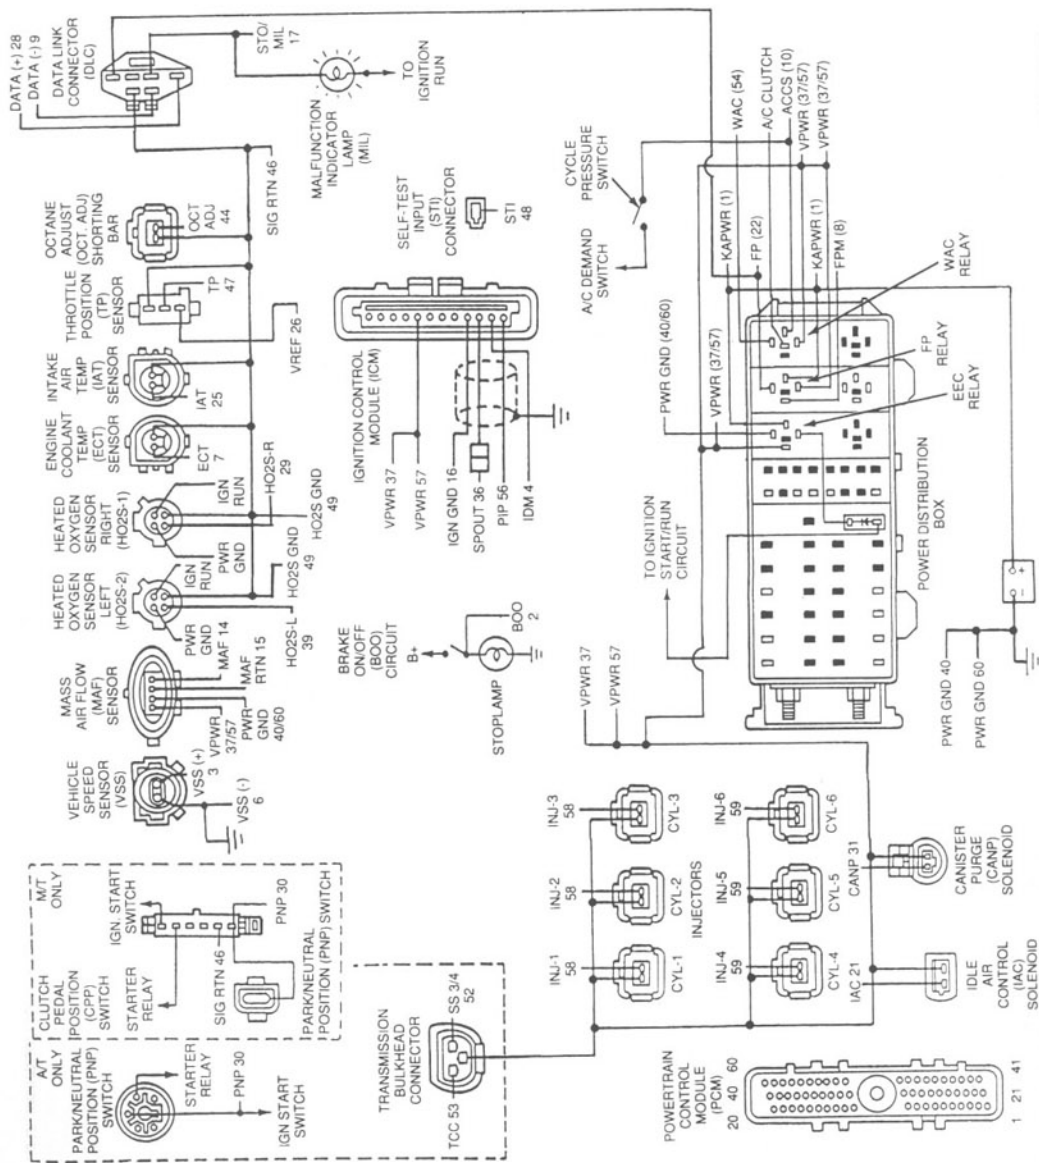 A/T
ONLY
PARK/NEUTRAL
POSITION (PNP)
SWITCH
STARTER
RELAY
PNP 30
IGN START
SWITCH
CLUTCH
PEDAL
POSITION
(CPP)
SWITCH
M/T
ONLY
IGN. START
SWITCH
STARTER
RELAY
SIG RTN 46
PNP 30
PARK/NEUTRAL
POSITION (PNP) SWITCH
VEHICLE
SPEED
SENSOR
(VSS)
VSS (+)
3
VSS (-)
6
MASS
AIR FLOW
(MAF)
SENSOR
VPWR
37/57
PWR
GND
40/60
MAF
RTN 15
MAF 14
HEATED
OXYGEN
SENSOR
LEFT
(HO2S-2)
PWR
GND
IGN
RUN
HO2S-L
39
HO2S GND
49
HEATED
OXYGEN
SENSOR
RIGHT
(HO2S-1)
PWR
GND
IGN
RUN
HO2S-R
29
HO2S GND
49
ENGINE
COOLANT
TEMP
(ECT)
SENSOR
ECT
7
INTAKE
AIR
TEMP
(IAT)
SENSOR
IAT
25
THROTTLE
POSITION
(TP)
SENSOR
TP
47
VREF 26
OCTANE
ADJUST
(OCT. ADJ)
SHORTING
BAR
OCT
ADJ
44
SIG RTN 46
DATA (+) 28
DATA (-) 9
DATA LINK
CONNECTOR
(DLC)
STO/
MIL
17
MALFUNCTION
INDICATOR
LAMP
(MIL)
TO
IGNITION
RUN
TRANSMISSION
BULKHEAD
CONNECTOR
TCC 53
SS 3/4
52
BRAKE
ON/OFF
(BOO)
CIRCUIT
B+
BOO
2
STOPLAMP
IGNITION CONTROL
MODULE (ICM)
VPWR 37
VPWR 57
IGN GND 16
SPOUT 36
PIP 56
IDM 4
SELF-TEST
INPUT
(STI)
CONNECTOR
STI
48
CYCLE
PRESSURE
SWITCH
A/C DEMAND
SWITCH
INJ-1
58
INJ-2
58
INJ-3
58
CYL-1
CYL-2
CYL-3
INJECTORS
INJ-4
59
INJ-5
59
INJ-6
59
CYL-4
CYL-5
CYL-6
VPWR 37
VPWR 57
TO IGNITION
START/RUN
CIRCUIT
PWR GND (40/60)
VPWR (37/57)
KAPWR (1)
FP (22)
WAC (54)
A/C CLUTCH
ACCS (10)
VPWR (37/57)
VPWR (37/57)
KAPWR (1)
FPM (8)
WAC
RELAY
FP
RELAY
EEC
RELAY
POWER DISTRIBUTION
BOX
POWERTRAIN
CONTROL
MODULE
(PCM)
20 40 60
1 21 41
IAC 21
IDLE
AIR
CONTROL
(IAC)
SOLENOID
CANP 31
CANISTER
PURGE
(CANP)
SOLENOID
PWR GND 40
PWR GND 60
- +